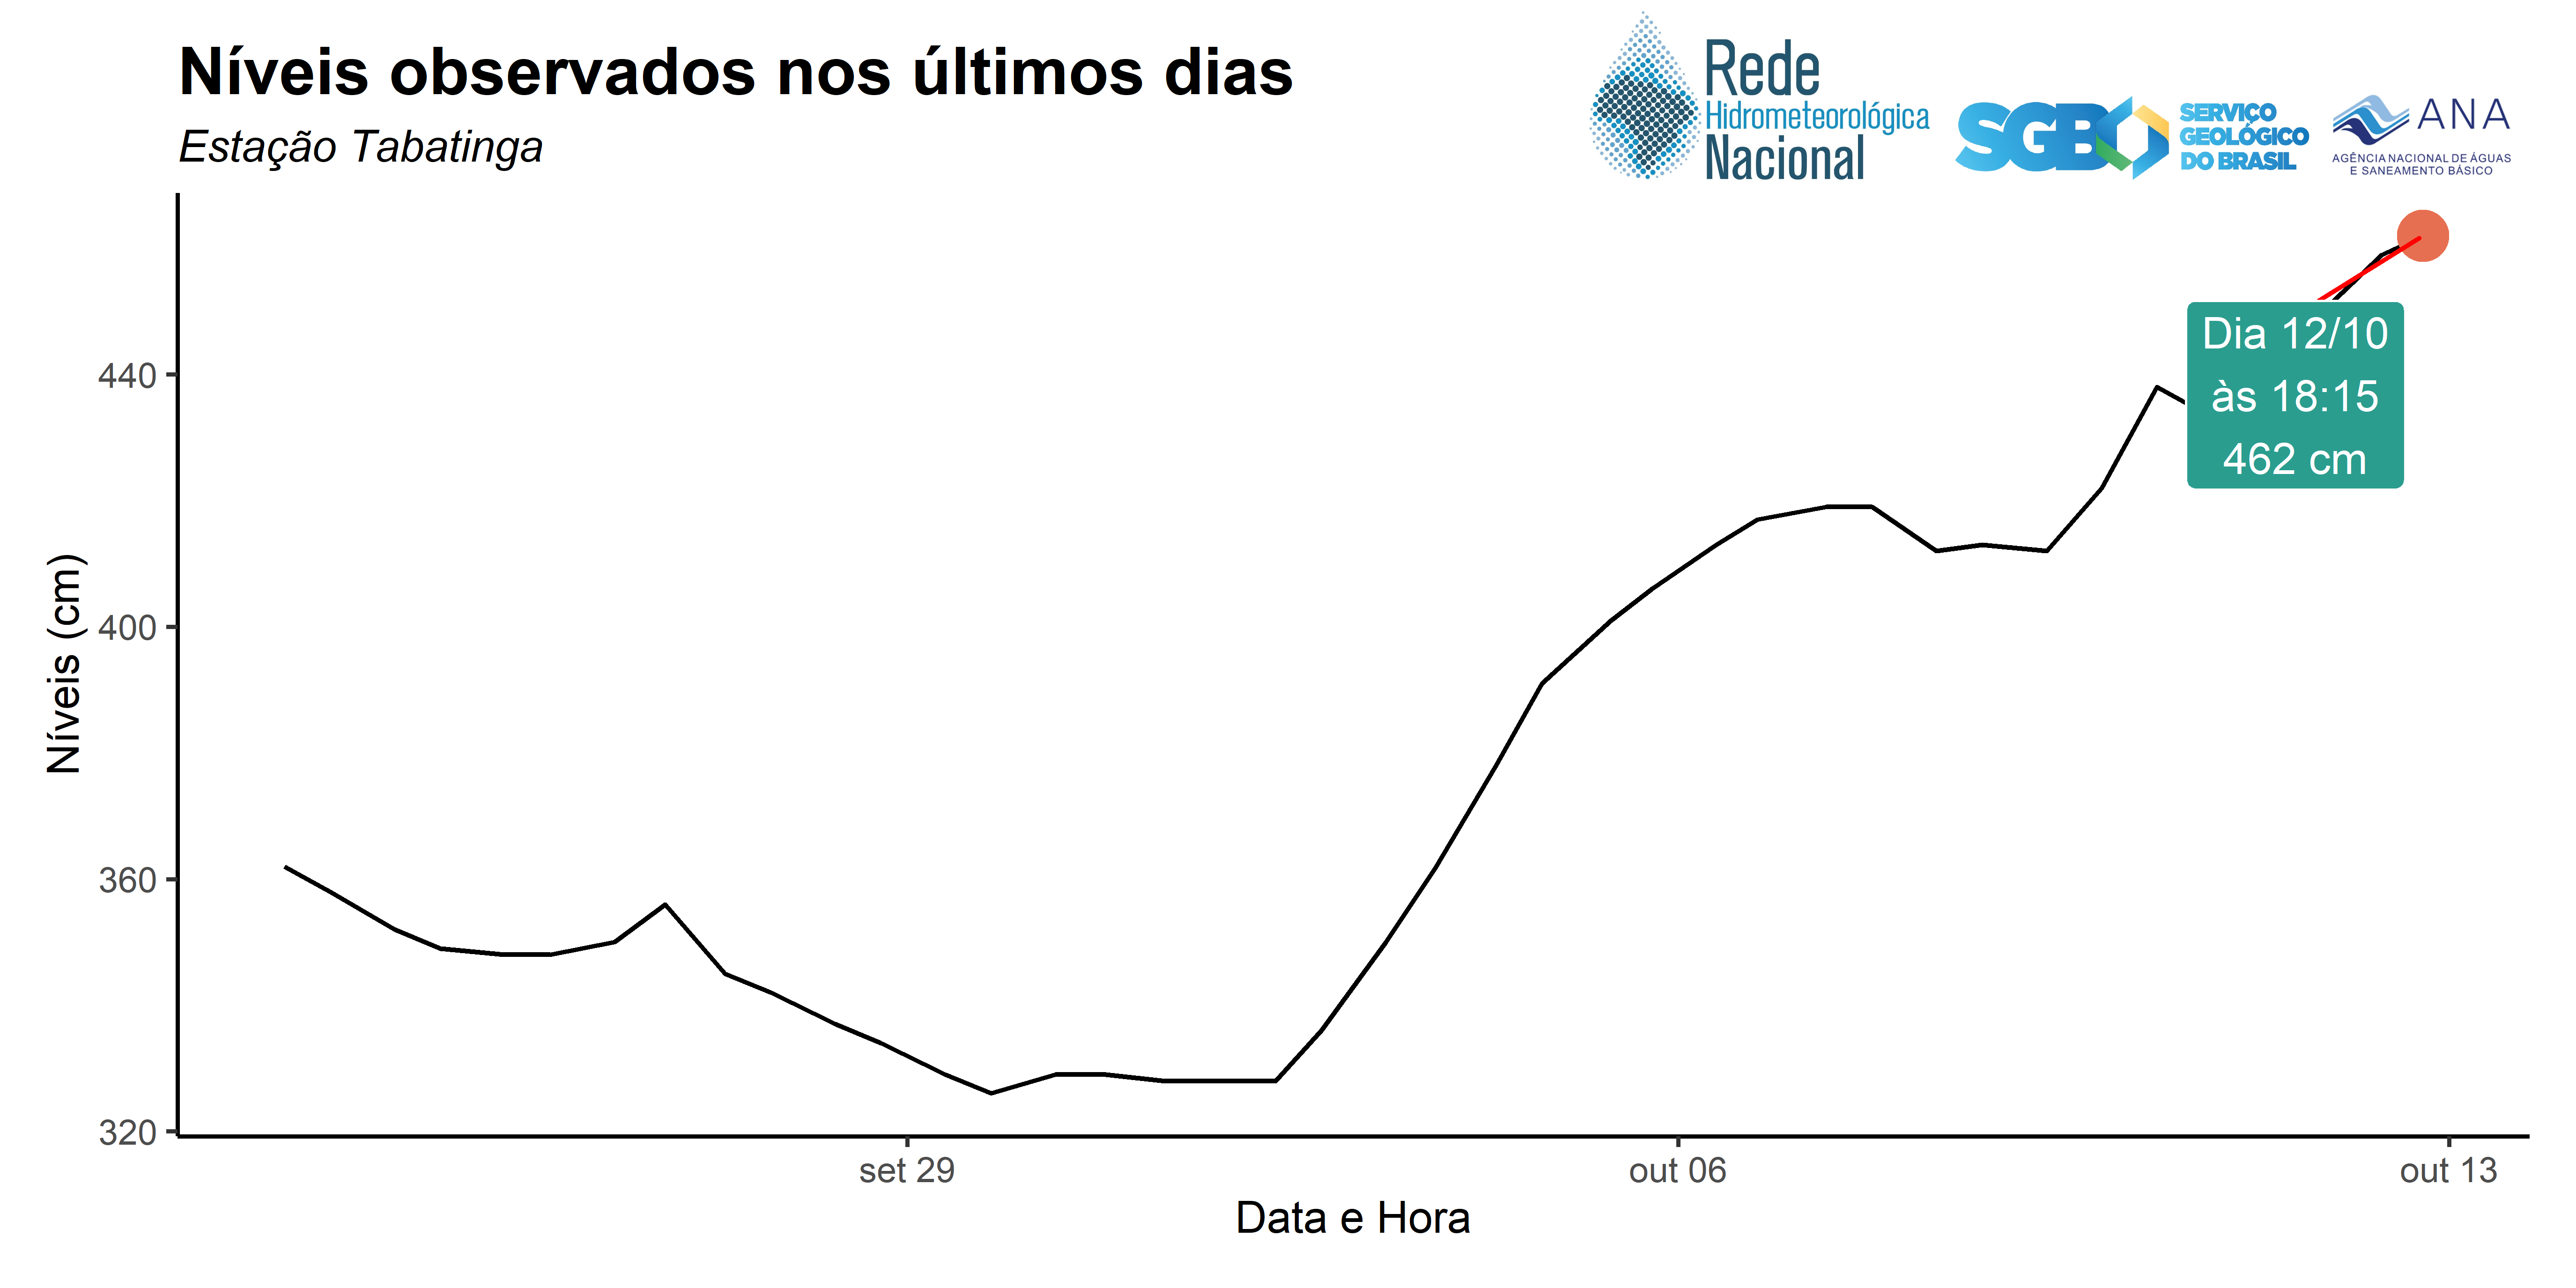 Níveis observados nos últimos dias
Estação Tabatinga
Rede
Hidrometeorológica
Nacional
SGB
SERVIÇO
GEOLÓGICO
DO BRASIL
ANA
AGÊNCIA NACIONAL DE ÁGUAS
E SANEAMENTO BÁSICO
Níveis (cm)
440
400
360
320
Dia 12/10
às 18:15
462 cm
set 29
out 06
out 13
Data e Hora